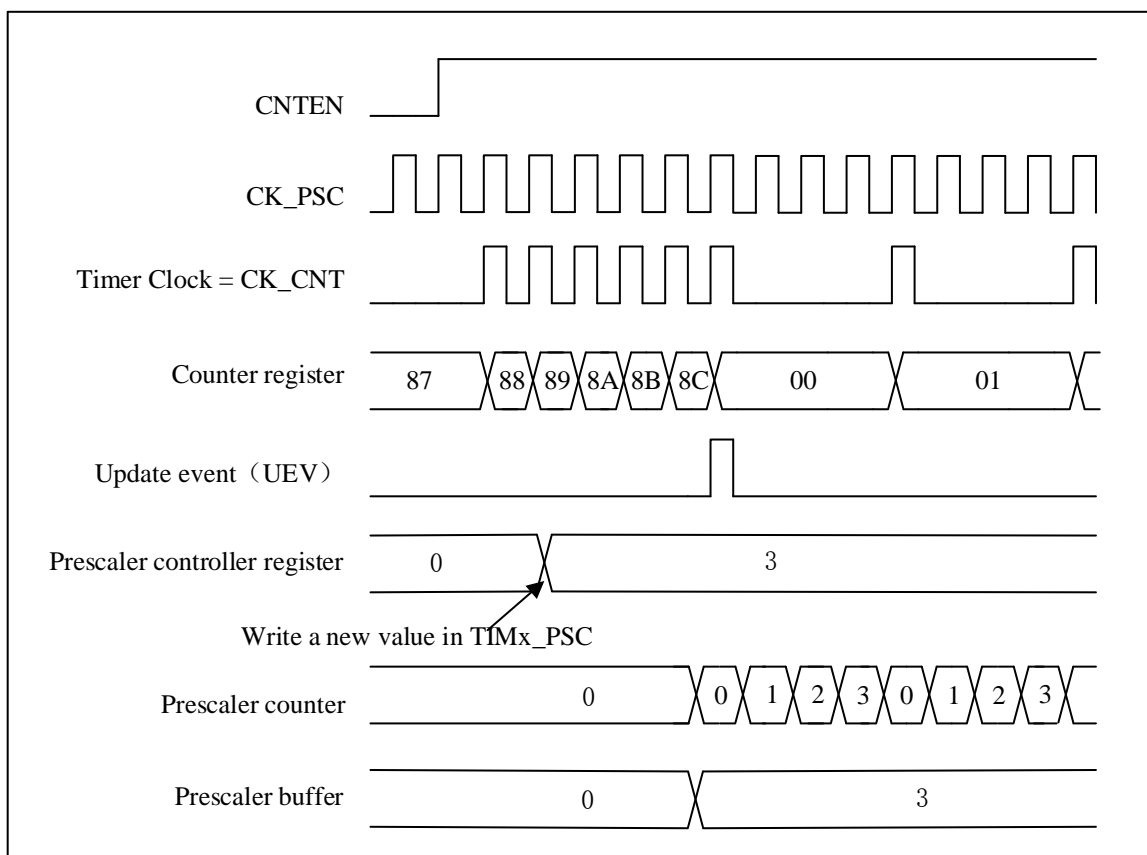 CNTEN
CK_PSC
Timer Clock = CK_CNT
Counter register
87 88 89 8A 8B 8C 00 01
Update event（UEV）
Prescaler controller register
0 3
Write a new value in TIMx_PSC
Prescaler counter
0 0 1 2 3 0 1 2 3
Prescaler buffer
0 3